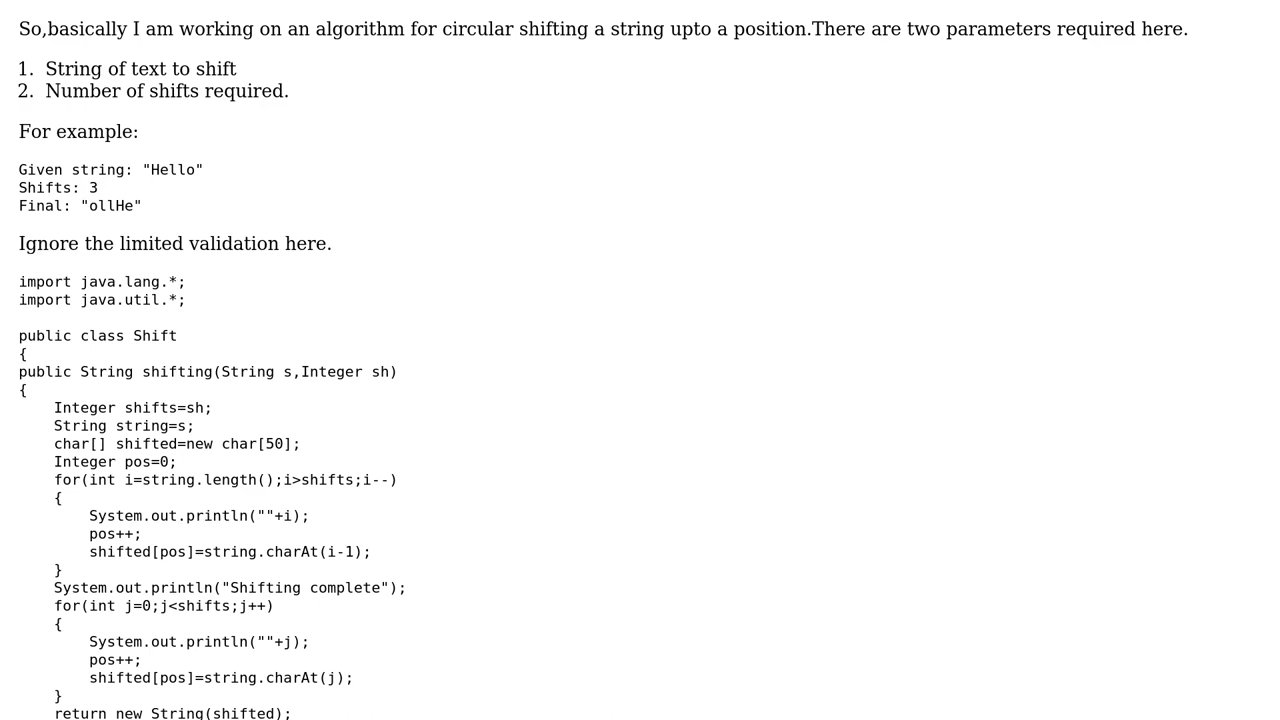 So,basically I am working on an algorithm for circular shifting a string upto a position.There are two parameters required here.
1. String of text to shift
2. Number of shifts required.
For example:
Given string: "Hello"
Shifts: 3
Final: "ollHe"
Ignore the limited validation here.
import java.lang.*;
import java.util.*;
public class Shift
{
public String shifting(String s,Integer sh)
{
    Integer shifts=sh;
    String string=s;
    char[] shifted=new char[50];
    Integer pos=0;
    for(int i=string.length();i>shifts;i--)
    {
        System.out.println(""+i);
        pos++;
        shifted[pos]=string.charAt(i-1);
    }
    System.out.println("Shifting complete");
    for(int j=0;j<shifts;j++)
    {
        System.out.println(""+j);
        pos++;
        shifted[pos]=string.charAt(j);
    }
    return new String(shifted);